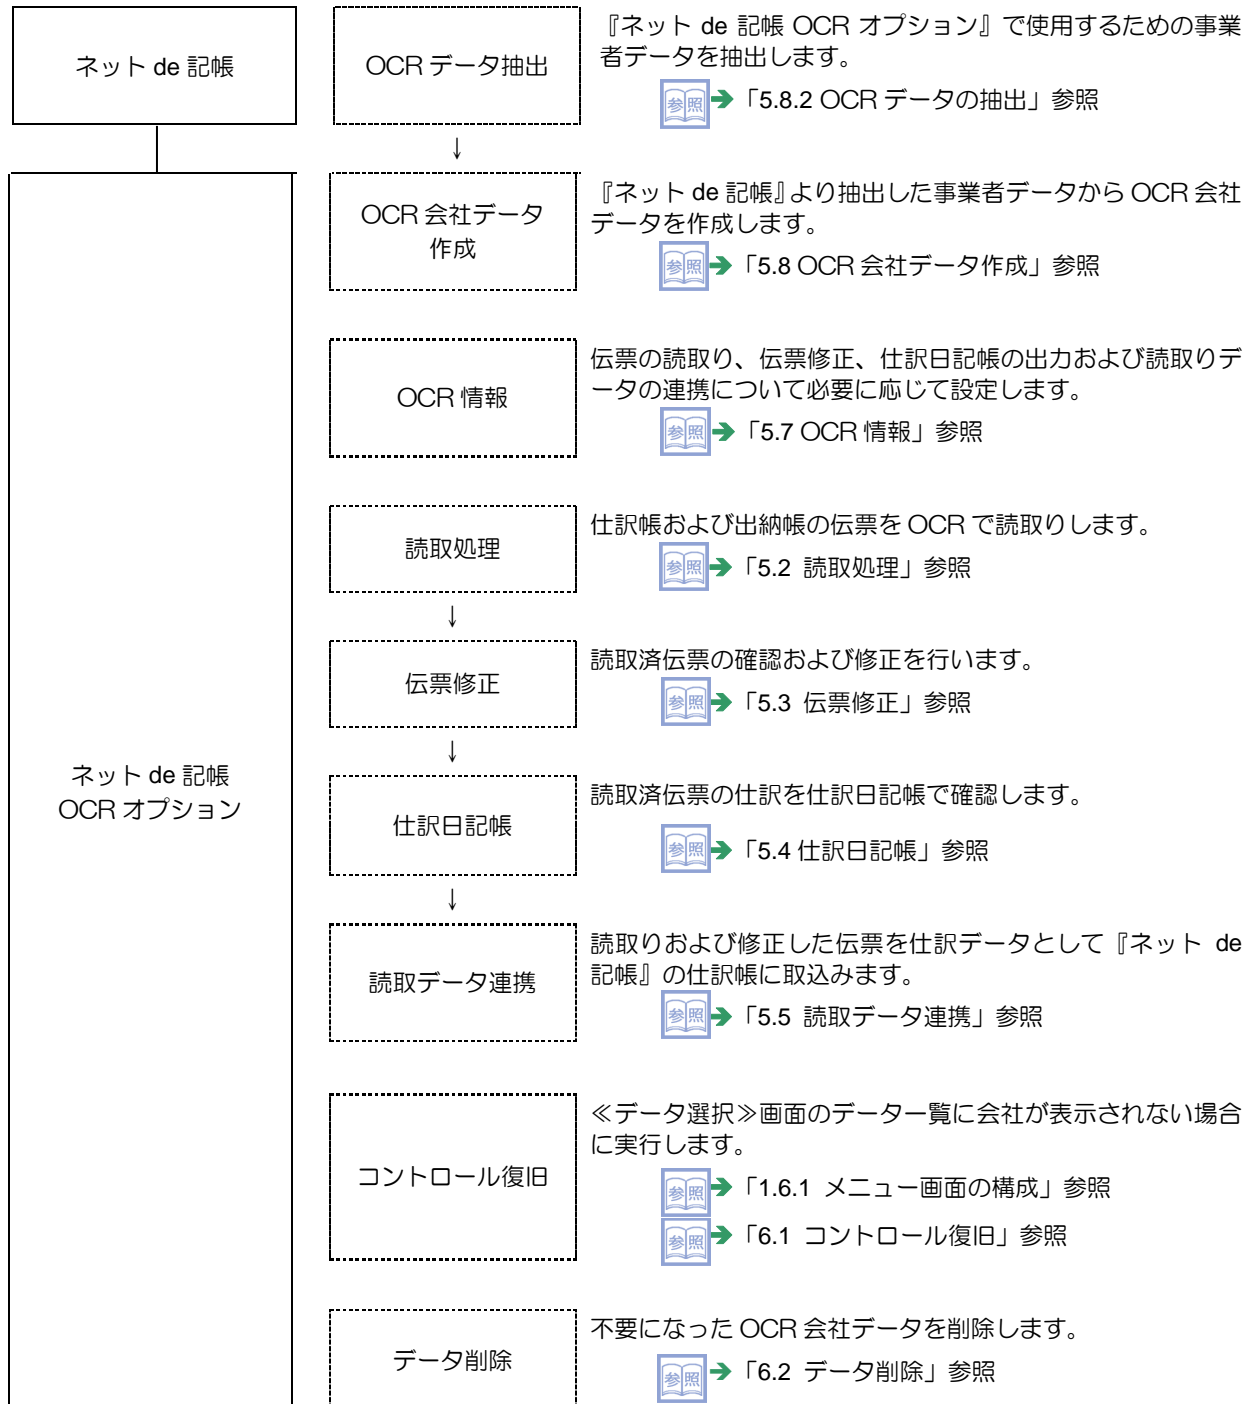 ネット de 記帳
OCR データ抽出
『ネット de 記帳 OCR オプション』で使用するための事業
者データを抽出します。
参照
「5.8.2 OCR データの抽出」参照
↓
OCR 会社データ
作成
『ネット de 記帳』より抽出した事業者データから OCR 会社
データを作成します。
参照
「5.8 OCR 会社データ作成」参照
OCR 情報
伝票の読取り、伝票修正、仕訳日記帳の出力および読取りデ
ータの連携について必要に応じて設定します。
参照
「5.7 OCR 情報」参照
読取処理
仕訳帳および出納帳の伝票を OCR で読取りします。
参照
「5.2 読取処理」参照
↓
伝票修正
読取済伝票の確認および修正を行います。
参照
「5.3 伝票修正」参照
↓
ネット de 記帳
OCR オプション
仕訳日記帳
読取済伝票の仕訳を仕訳日記帳で確認します。
参照
「5.4 仕訳日記帳」参照
↓
読取データ連携
読取りおよび修正した伝票を仕訳データとして『ネット de
記帳』の仕訳帳に取込みます。
参照
「5.5 読取データ連携」参照
コントロール復旧
≪データ選択≫画面のデータ一覧に会社が表示されない場合
に実行します。
参照
「1.6.1 メニュー画面の構成」参照
参照
「6.1 コントロール復旧」参照
データ削除
不要になった OCR 会社データを削除します。
参照
「6.2 データ削除」参照